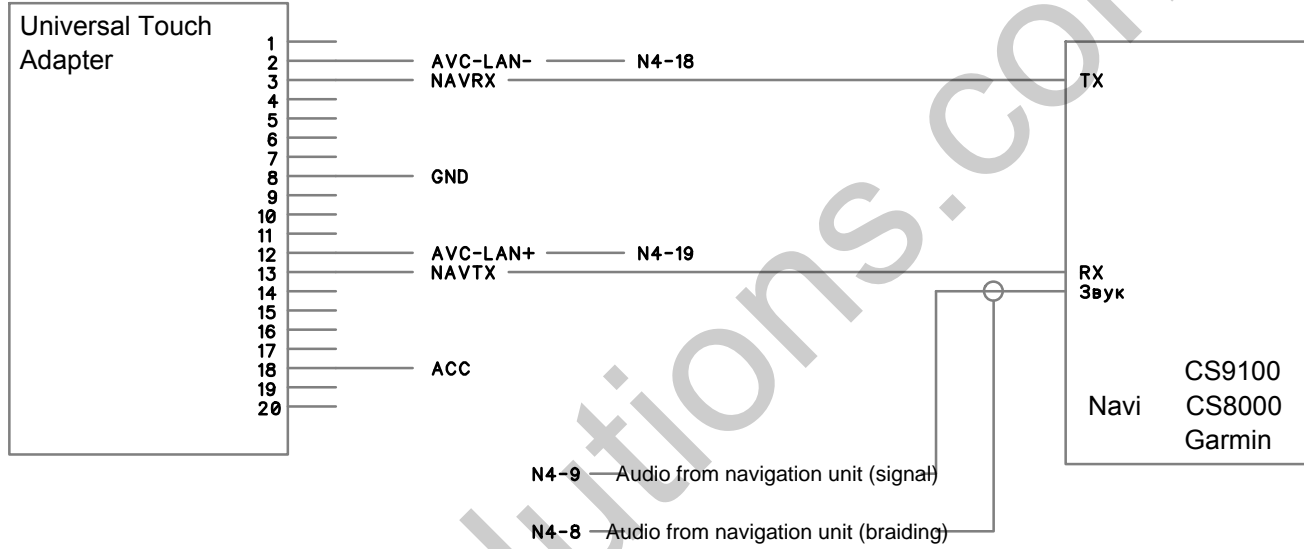 Universal Touch
Adapter
1
2 AVC-LAN- N4-18
3 NAVRX TX
4
5
6
7
8 GND
9
10
11
12 AVC-LAN+ N4-19
13 NAVTX RX
14 Звук
15
16
17
18 ACC CS9100
19
20 Navi CS8000
Garmin
N4-9 Audio from navigation unit (signal)
N4-8 Audio from navigation unit (braiding)
utions.com